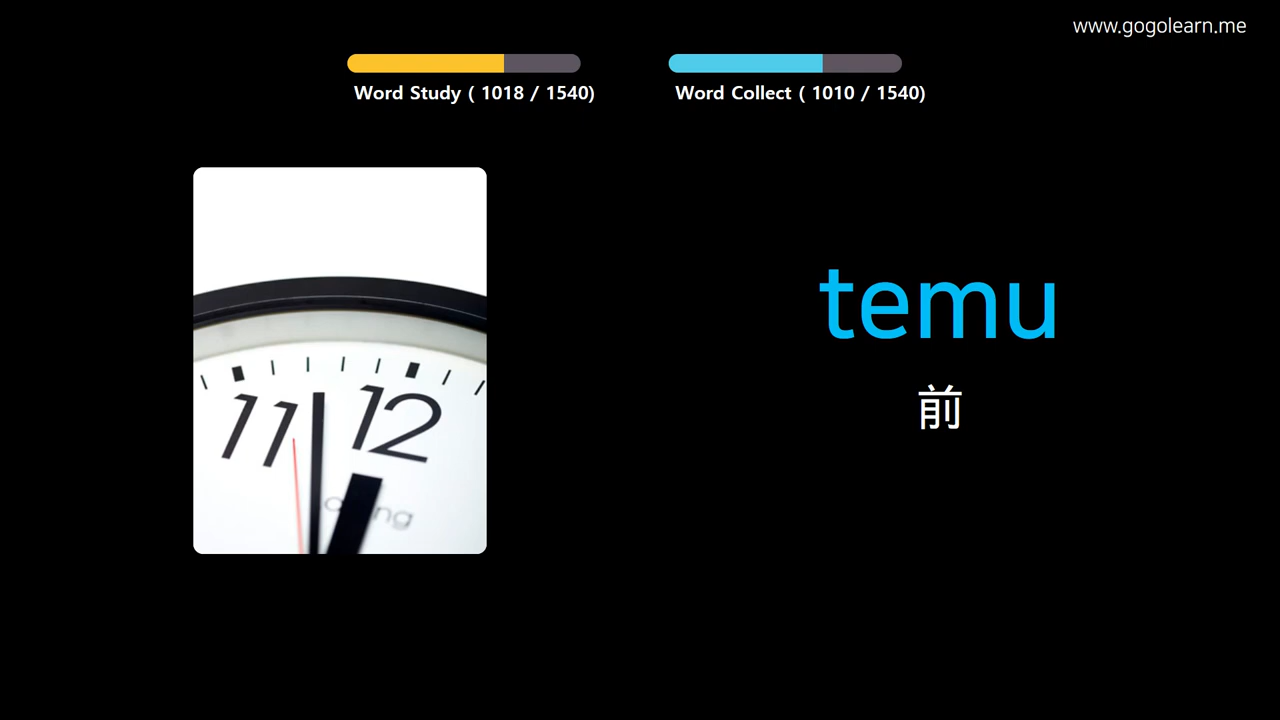 www.gogolearn.me
Word Study ( 1018 / 1540)
Word Collect ( 1010 / 1540)
11
12
temu
前